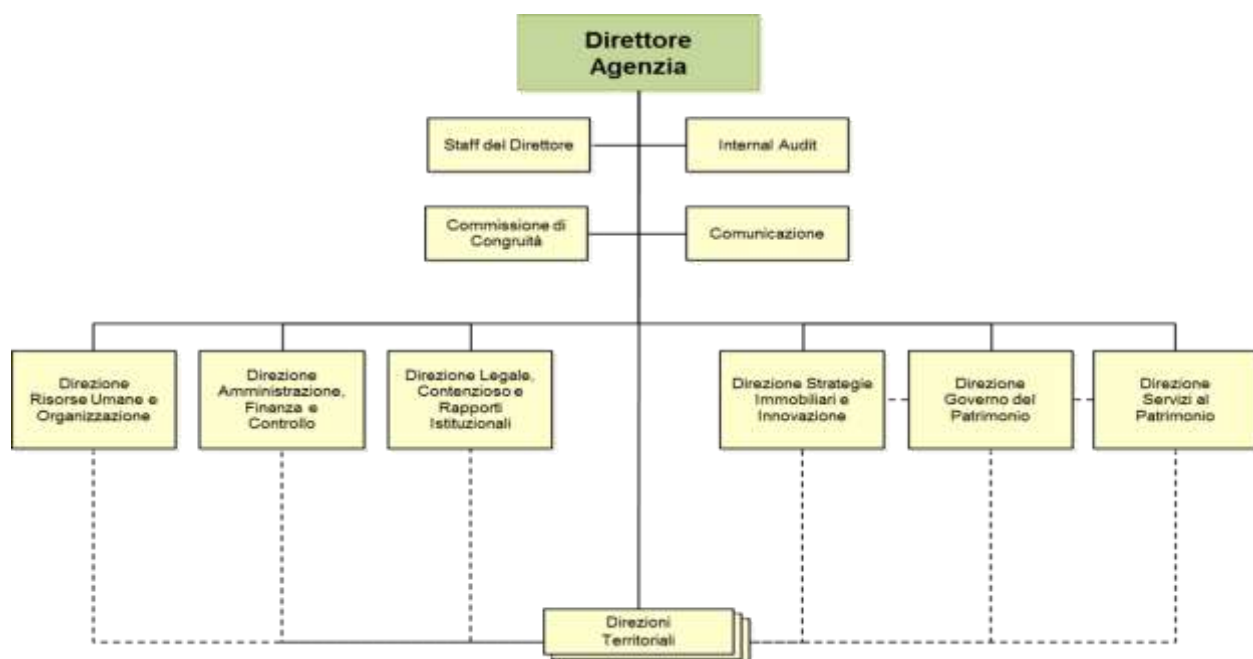 Direttore
Agenzia
Staff del Direttore
Internal Audit
Commissione di
Congruità
Comunicazione
Direzione
Risorse Umane e
Organizzazione
Direzione
Amministrazione,
Finanza e
Controllo
Direzione Legale,
Contenzioso e
Rapporti
Istituzionali
Direzione Strategie
Immobiliari e
Innovazione
Direzione
Governo del
Patrimonio
Direzione
Servizi al
Patrimonio
Direzioni
Territoriali